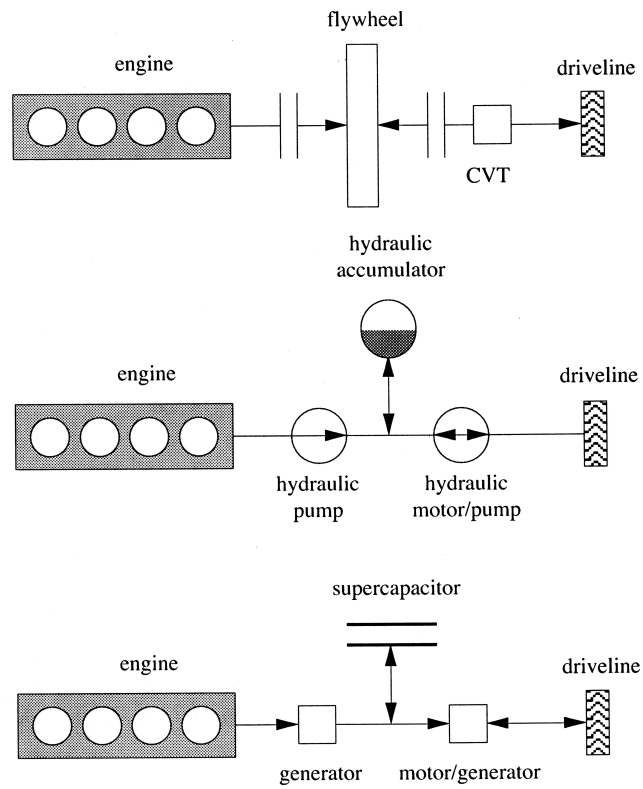 flywheel
engine
driveline
CVT
hydraulic
accumulator
engine
driveline
hydraulic
pump
hydraulic
motor/pump
supercapacitor
engine
driveline
generator
motor/generator